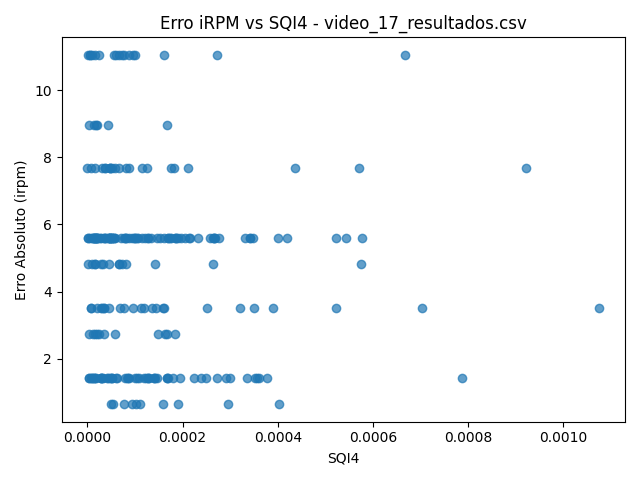 Erro iRPM vs SQI4 - video_17_resultados.csv
Erro Absoluto (irpm)
10
8
6
4
2
0.0000 0.0002 0.0004 0.0006 0.0008 0.0010
SQI4